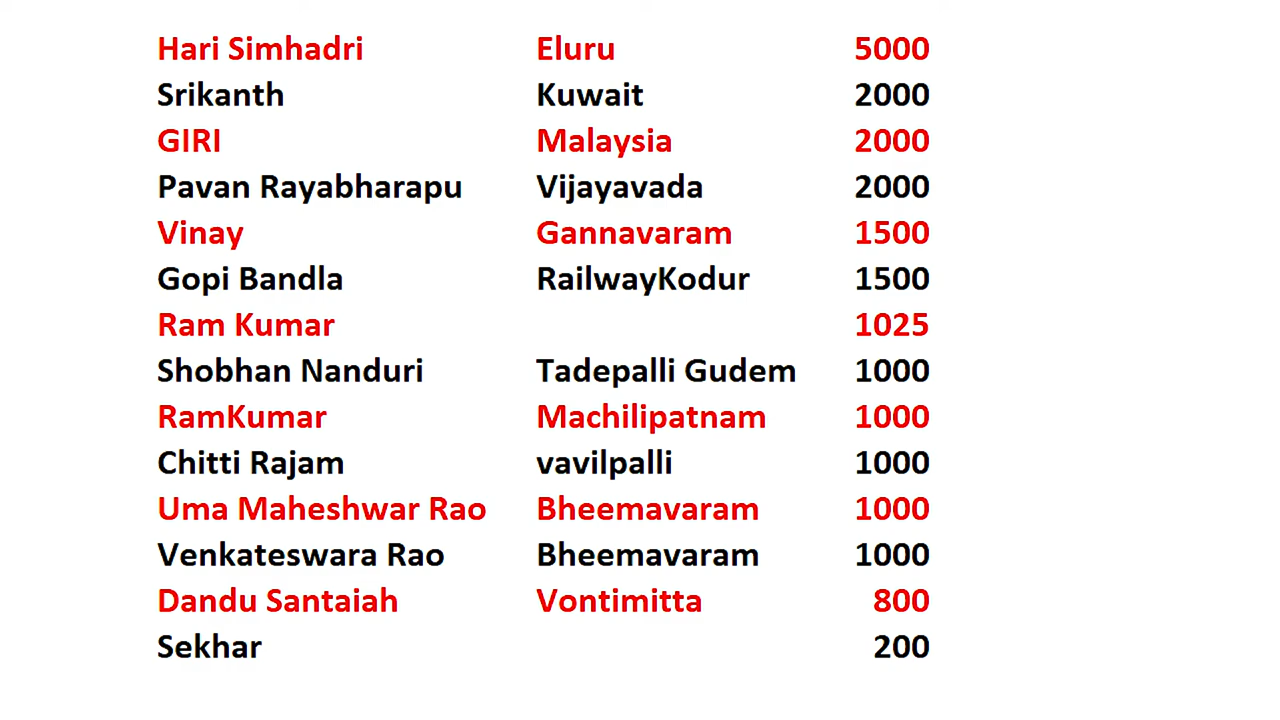 Hari Simhadri Eluru 5000
Srikanth Kuwait 2000
GIRI Malaysia 2000
Pavan Rayabharapu Vijayavada 2000
Vinay Gannavaram 1500
Gopi Bandla RailwayKodur 1500
Ram Kumar 1025
Shobhan Nanduri Tadepalli Gudem 1000
RamKumar Machilipatnam 1000
Chitti Rajam vavilpalli 1000
Uma Maheshwar Rao Bheemavaram 1000
Venkateswara Rao Bheemavaram 1000
Dandu Santaiah Vontimitta 800
Sekhar 200